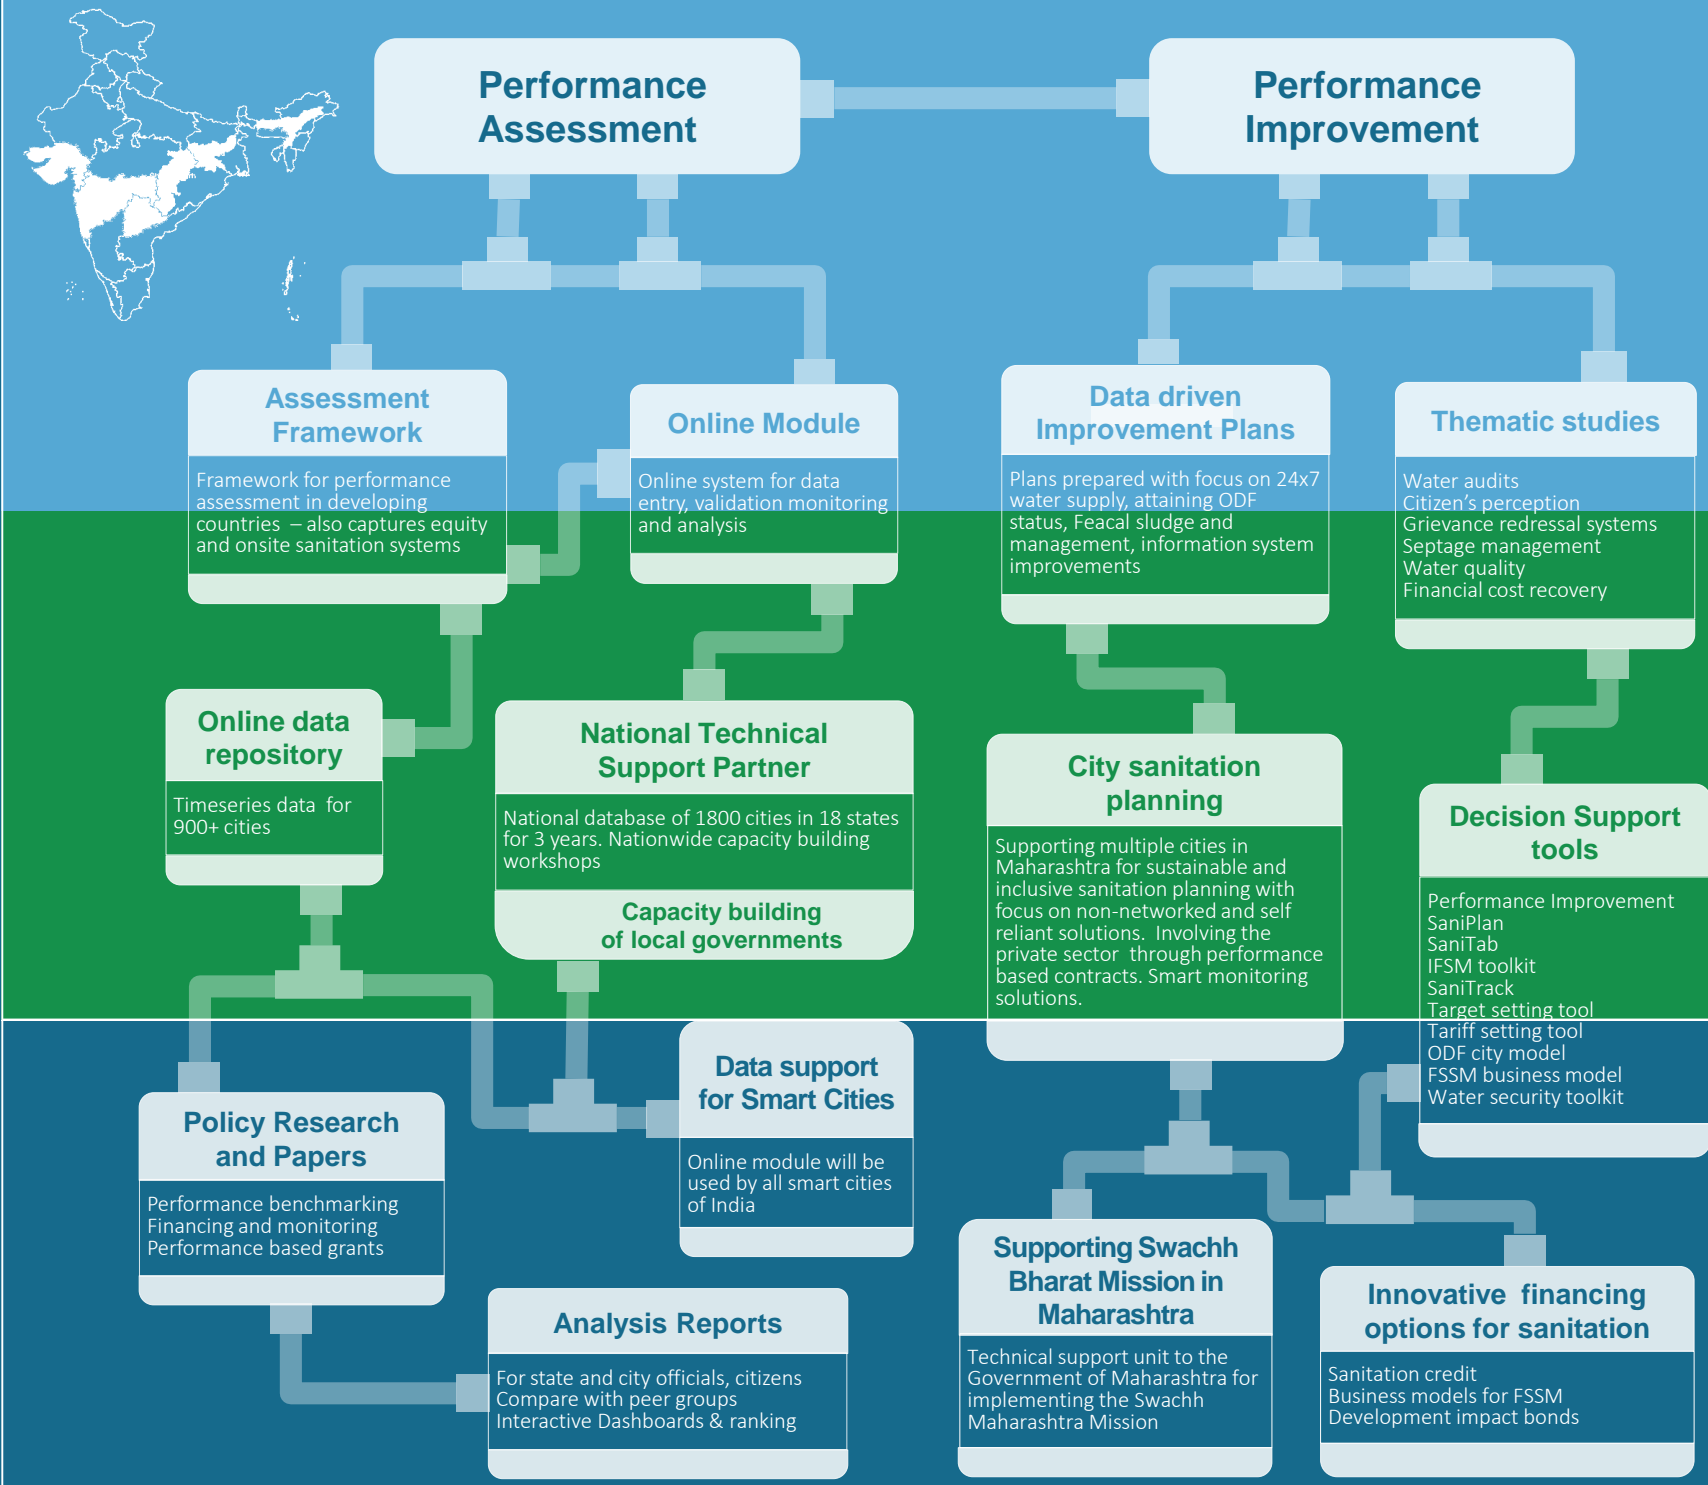 Performance
Assessment
Performance
Improvement
Assessment
Framework
Framework for performance
assessment in developing
countries – also captures equity
and onsite sanitation systems
Online Module
Online system for data
entry, validation monitoring
and analysis
Data driven
Improvement Plans
Plans prepared with focus on 24x7
water supply, attaining ODF
status, Feacal sludge and
management, information system
improvements
Thematic studies
Water audits
Citizen's perception
Grievance redressal systems
Septage management
Water quality
Financial cost recovery
Online data
repository
Timeseries data for
900+ cities
National Technical
Support Partner
National database of 1800 cities in 18 states
for 3 years. Nationwide capacity building
workshops
Capacity building
of local governments
City sanitation
planning
Supporting multiple cities in
Maharashtra for sustainable and
inclusive sanitation planning with
focus on non-networked and self
reliant solutions. Involving the
private sector through performance
based contracts. Smart monitoring
solutions.
Decision Support
tools
Performance Improvement
SaniPlan
SaniTab
IFSM toolkit
SaniTrack
Target setting tool
Tariff setting tool
ODF city model
FSSM business model
Water security toolkit
Policy Research
and Papers
Performance benchmarking
Financing and monitoring
Performance based grants
Data support
for Smart Cities
Online module will be
used by all smart cities
of India
Analysis Reports
For state and city officials, citizens
Compare with peer groups
Interactive Dashboards & ranking
Supporting Swachh
Bharat Mission in
Maharashtra
Technical support unit to the
Government of Maharashtra for
implementing the Swachh
Maharashtra Mission
Innovative financing
options for sanitation
Sanitation credit
Business models for FSSM
Development impact bonds